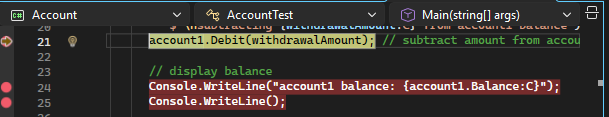 Account AccountTest Main(string[] args)
20 $"\nsubtracting {withdrawalAmount:C} from account1 balance")
21 account1.Debit(withdrawalAmount); // subtract amount from accou
22
23 // display balance
24 Console.WriteLine("account1 balance: {account1.Balance:C}");
25 Console.WriteLine();
26